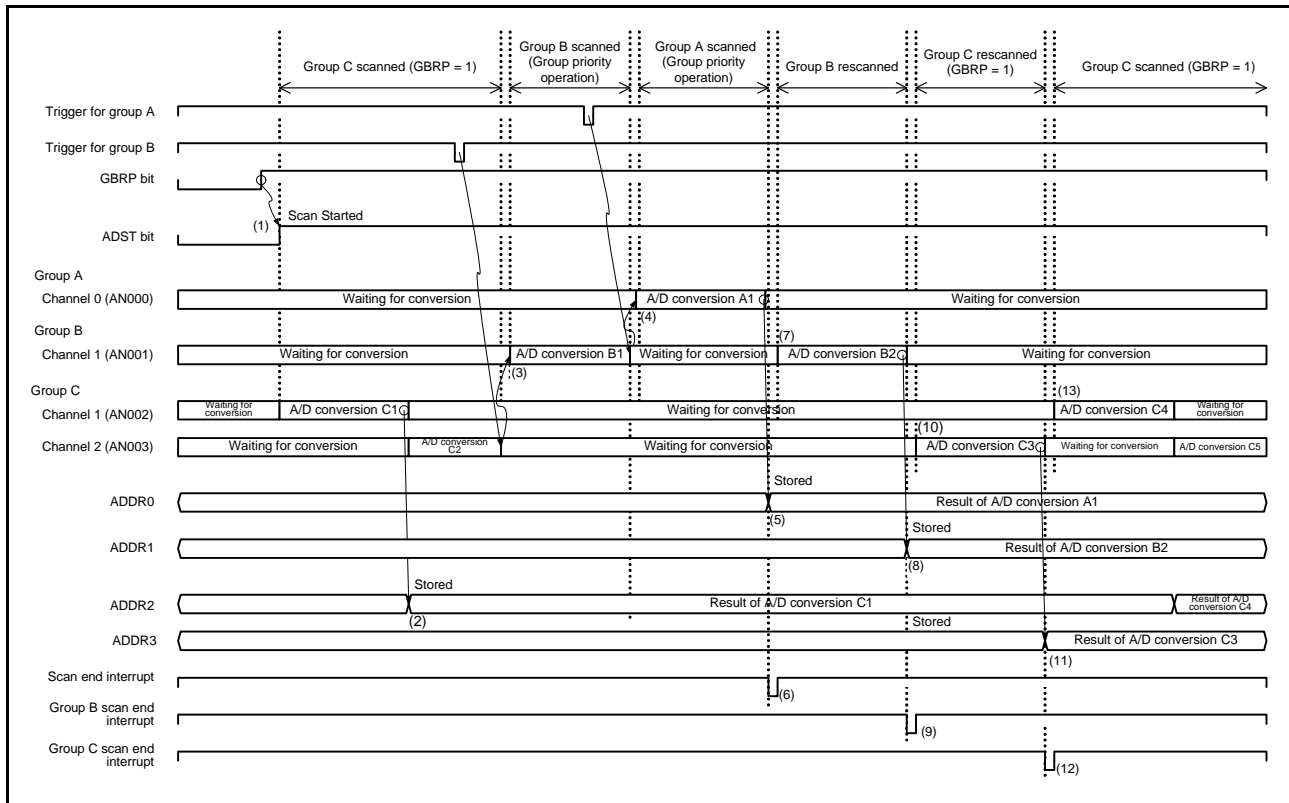 Group B scanned
(Group priority
operation)
Group A scanned
(Group priority
operation)
Group C rescanned
(GBRP = 1)
Group C scanned (GBRP = 1)
Group B rescanned
Group C scanned (GBRP = 1)
Trigger for group A
Trigger for group B
GBRP bit
(1)
Scan Started
ADST bit
Group A
Channel 0 (AN000)
Waiting for conversion
A/D conversion A1
Waiting for conversion
(4)
Group B
(7)
Channel 1 (AN001)
Waiting for conversion
A/D conversion B1
Waiting for conversion
A/D conversion B2
Waiting for conversion
(3)
Group C
(13)
Channel 1 (AN002)
Waiting for
conversion
A/D conversion C1
Waiting for conversion
A/D conversion C4
Waiting for
conversion
(10)
Channel 2 (AN003)
Waiting for conversion
A/D conversion
C2
Waiting for conversion
A/D conversion C3
Waiting for conversion
A/D conversion C5
Stored
ADDR0
Result of A/D conversion A1
(5)
Stored
ADDR1
Result of A/D conversion B2
(8)
Stored
ADDR2
Result of A/D conversion C1
Result of A/D
conversion C4
(2)
Stored
ADDR3
Result of A/D conversion C3
(11)
Scan end interrupt
(6)
Group B scan end
interrupt
(9)
Group C scan end
interrupt
(12)